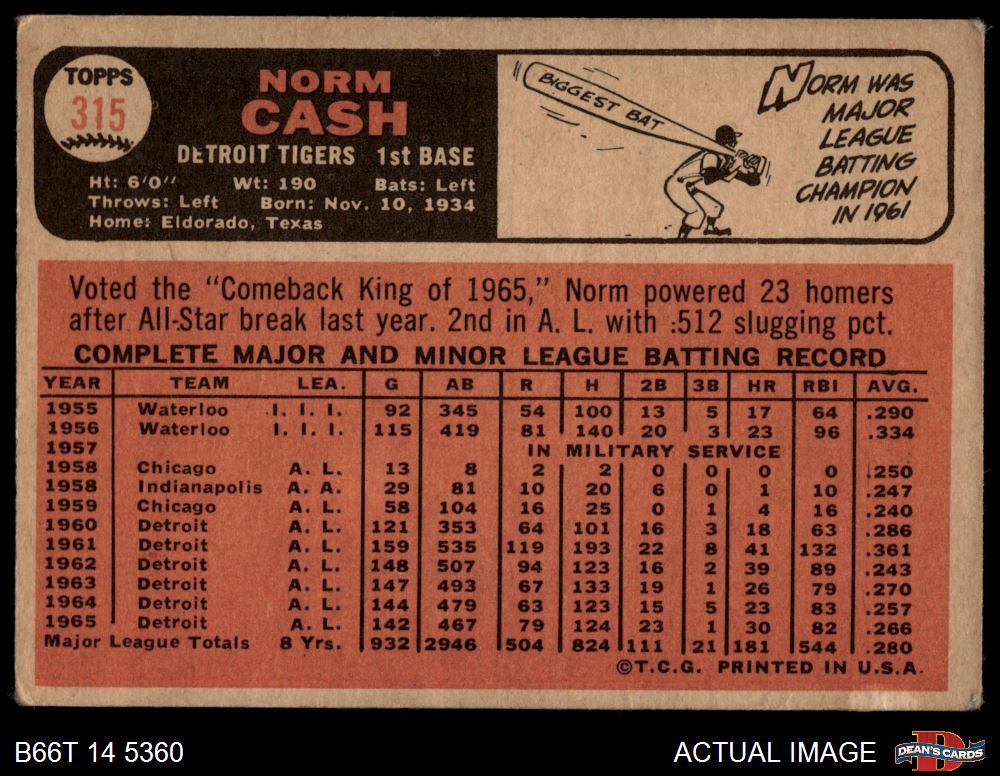 TOPPS
315
NORM
CASH
DETROIT TIGERS 1st BASE
Ht: 6'0'' Wt: 190 Bats: Left
Throws: Left Born: Nov. 10, 1934
Home: Eldorado, Texas
BIGGEST BAT
NORM WAS
MAJOR
LEAGUE
BATTING
CHAMPION
IN 1961
Voted the "Comeback King of 1965," Norm powered 23 homers
after All-Star break last year. 2nd in A. L. with .512 slugging pct.
COMPLETE MAJOR AND MINOR LEAGUE BATTING RECORD
YEAR TEAM LEA. G AB R H 2B 3B HR RBI AVG.
1955 Waterloo I. I. I. 92 345 54 100 13 5 17 64 .290
1956 Waterloo I. I. I. 115 419 81 140 20 3 23 96 .334
1957 IN MILITARY SERVICE
1958 Chicago A. L. 13 8 2 2 0 0 0 0 .250
1958 Indianapolis A. A. 29 81 10 20 6 0 1 10 .247
1959 Chicago A. L. 58 104 16 25 0 1 4 16 .240
1960 Detroit A. L. 121 353 64 101 16 3 18 63 .286
1961 Detroit A. L. 159 535 119 193 22 8 41 132 .361
1962 Detroit A. L. 148 507 94 123 16 2 39 89 .243
1963 Detroit A. L. 147 493 67 133 19 1 26 79 .270
1964 Detroit A. L. 144 479 63 123 15 5 23 83 .257
1965 Detroit A. L. 142 467 79 124 23 1 30 82 .266
Major League Totals 8 Yrs. 932 2946 504 824 111 21 181 544 .280
©T.C.G. PRINTED IN U.S.A.
B66T 14 5360
ACTUAL IMAGE
DEAN'S CARDS